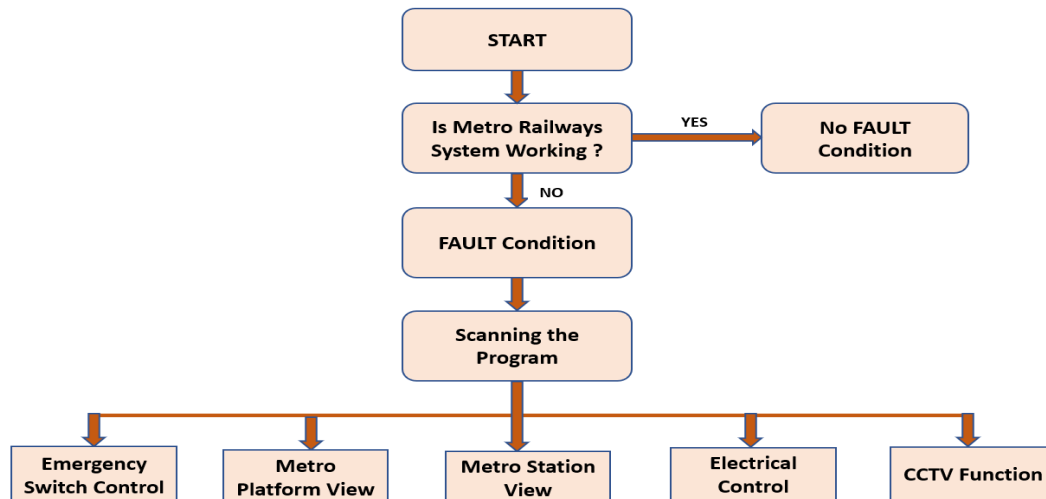 START
Is Metro Railways
System Working ?
YES
No FAULT
Condition
NO
FAULT Condition
Scanning the
Program
Emergency
Switch Control
Metro
Platform View
Metro Station
View
Electrical
Control
CCTV Function